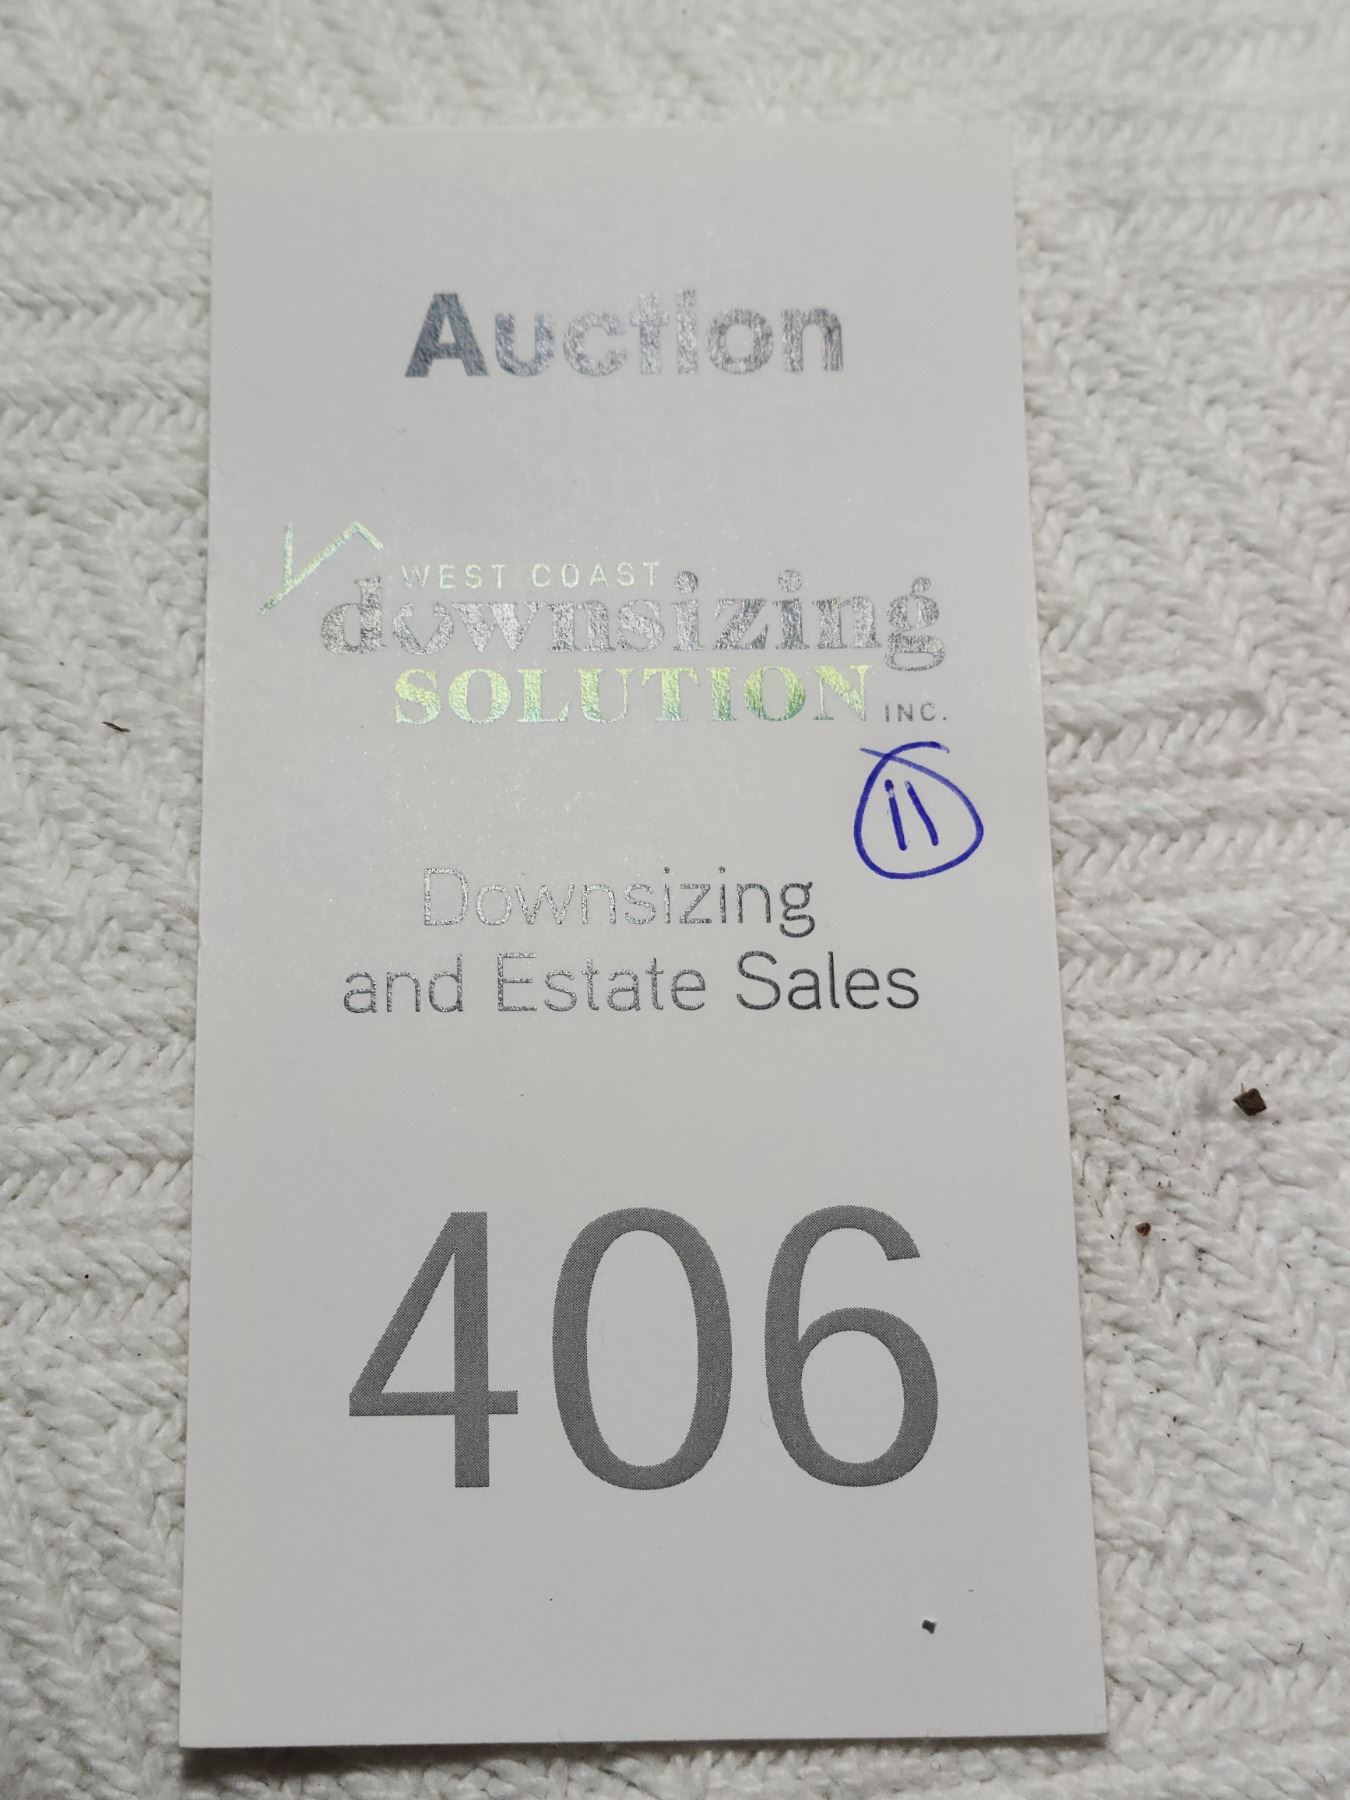 Auction
WEST COAST
downsizing
SOLUTION INC.
11
Downsizing
and Estate Sales
406